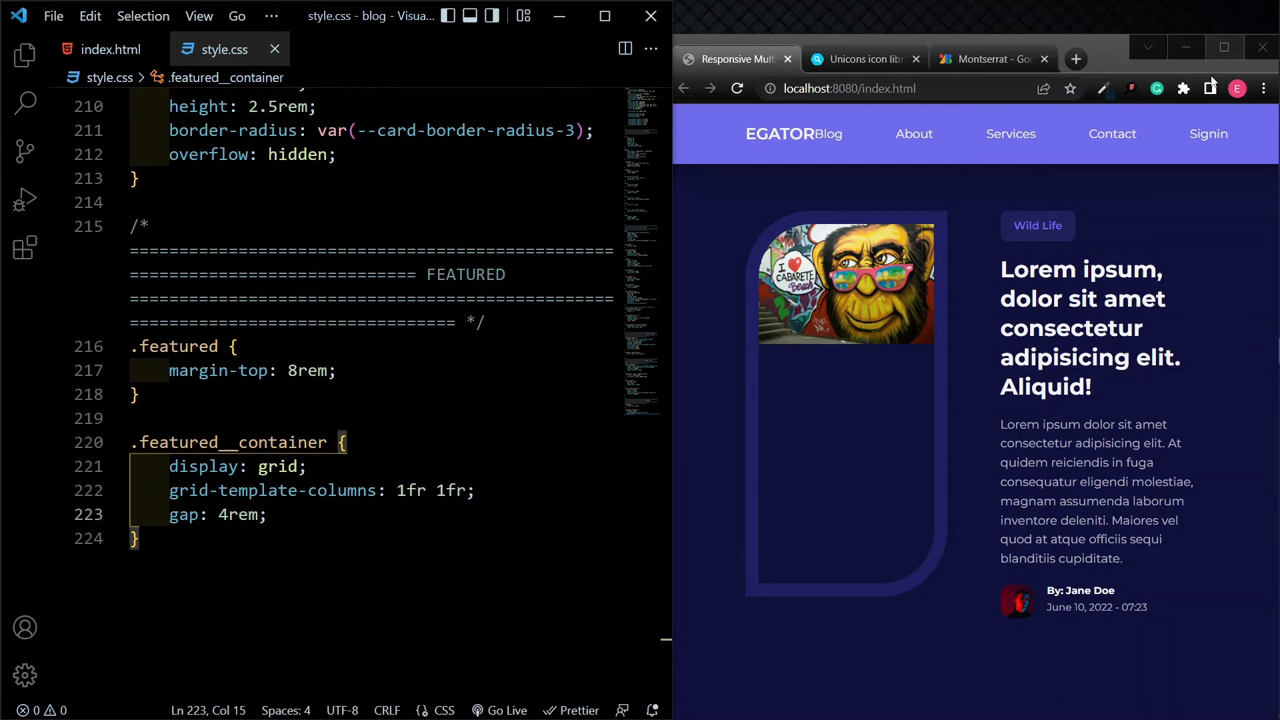 File Edit Selection View Go ··· style.css - blog - Visua...
index.html style.css
style.css > .featured__container
210 height: 2.5rem;
211 border-radius: var(--card-border-radius-3);
212 overflow: hidden;
213 }
214
215 /*
=====================================================
============================== FEATURED
=====================================================
================================== */
216 .featured {
217 margin-top: 8rem;
218 }
219
220 .featured__container {
221 display: grid;
222 grid-template-columns: 1fr 1fr;
223 gap: 4rem;
224 }
0 0 Ln 223, Col 15 Spaces: 4 UTF-8 CRLF {} CSS Go Live Prettier
Responsive Mult Unicons icon libr Montserrat - Goo
localhost:8080/index.html E
EGATOR Blog About Services Contact Signin
I ❤ CABARETE Beach
Wild Life
Lorem ipsum,
dolor sit amet
consectetur
adipisicing elit.
Aliquid!
Lorem ipsum dolor sit amet
consectetur adipisicing elit. At
quidem reiciendis in fuga
consequatur eligendi molestiae,
magnam assumenda laborum
inventore deleniti. Maiores vel
quod at atque officiis sequi
blanditiis cupiditate.
By: Jane Doe
June 10, 2022 - 07:23